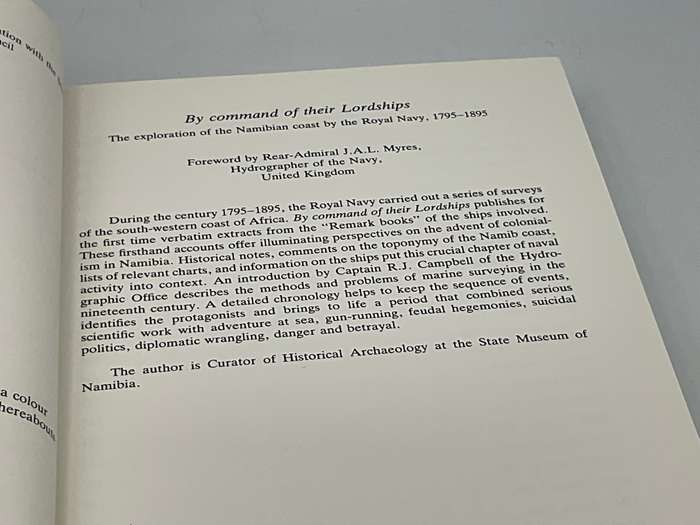 tion with the
cil
a colour
hereabouts
By command of their Lordships
The exploration of the Namibian coast by the Royal Navy, 1795–1895
Foreword by Rear-Admiral J.A.L. Myres,
Hydrographer of the Navy,
United Kingdom
During the century 1795–1895, the Royal Navy carried out a series of surveys
of the south-western coast of Africa. By command of their Lordships publishes for
the first time verbatim extracts from the “Remark books” of the ships involved.
These firsthand accounts offer illuminating perspectives on the advent of colonial-
ism in Namibia. Historical notes, comments on the toponymy of the Namib coast,
lists of relevant charts, and information on the ships put this crucial chapter of naval
activity into context. An introduction by Captain R.J. Campbell of the Hydro-
graphic Office describes the methods and problems of marine surveying in the
nineteenth century. A detailed chronology helps to keep the sequence of events,
identifies the protagonists and brings to life a period that combined serious
scientific work with adventure at sea, gun-running, feudal hegemonies, suicidal
politics, diplomatic wrangling, danger and betrayal.
The author is Curator of Historical Archaeology at the State Museum of
Namibia.